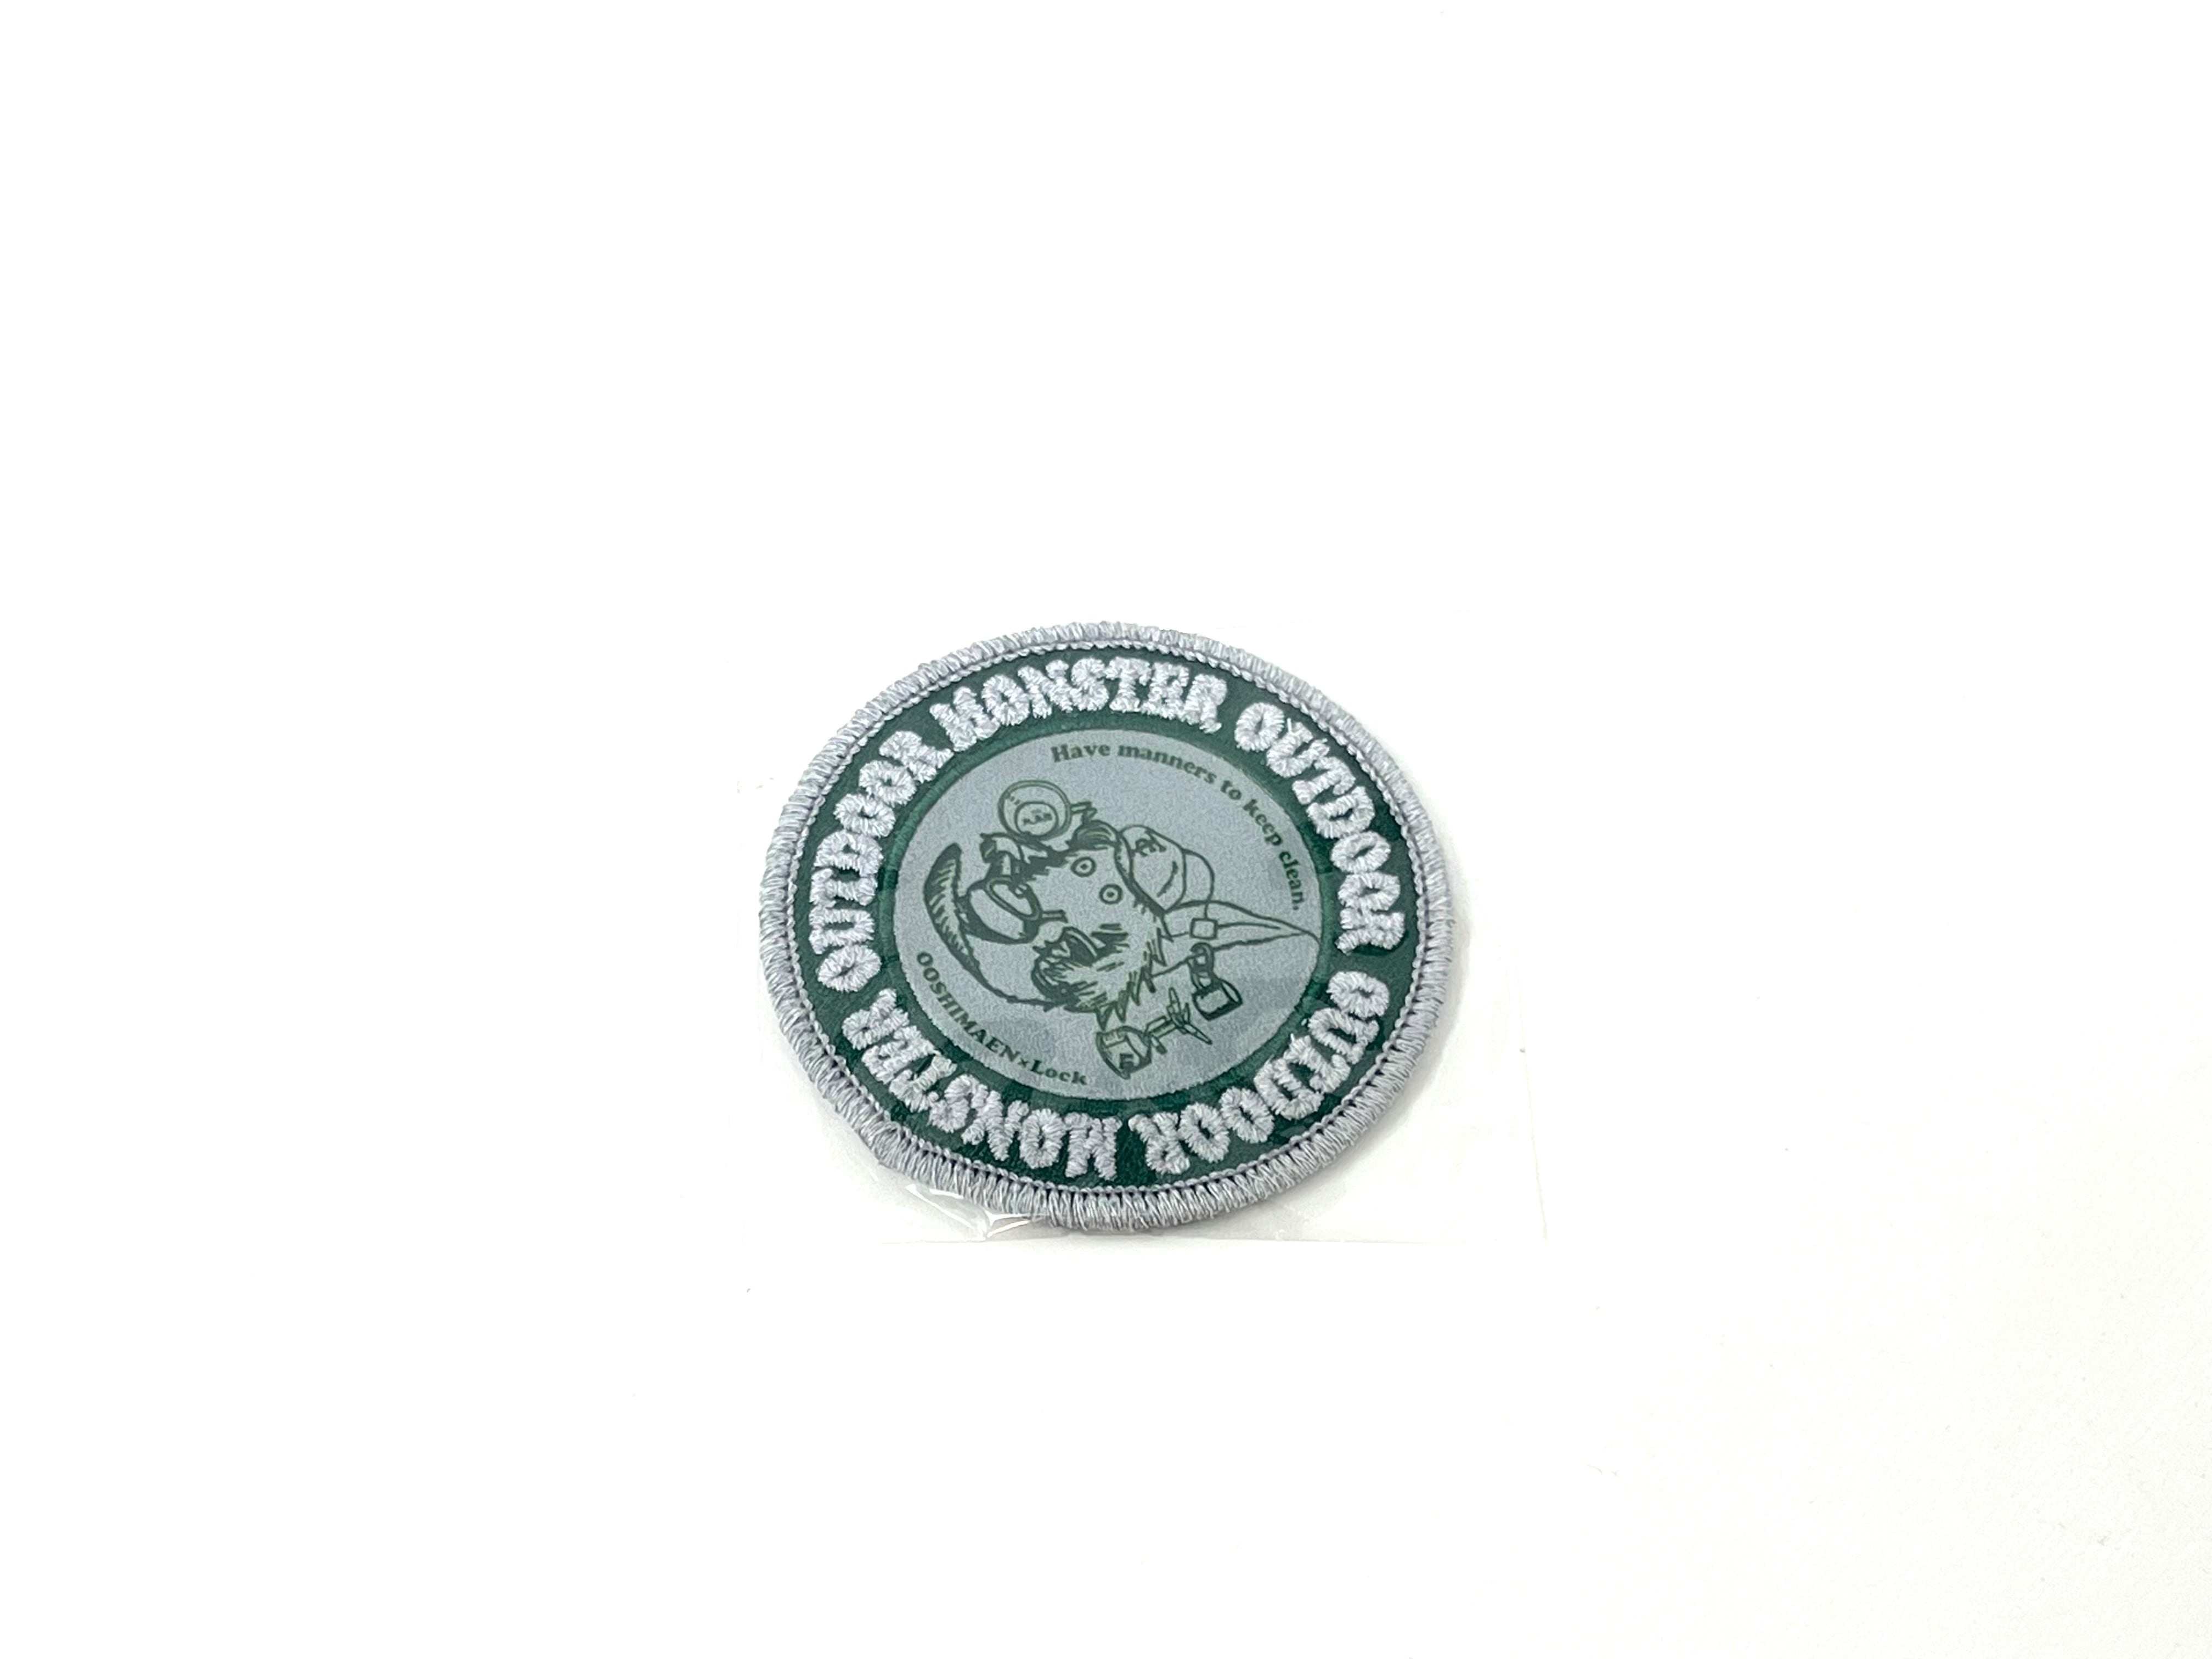 OUTDOOR MONSTER OUTDOOR OUTDOOR MONSTER
Have manners to keep clean.
OOSHIMAEN×Lock